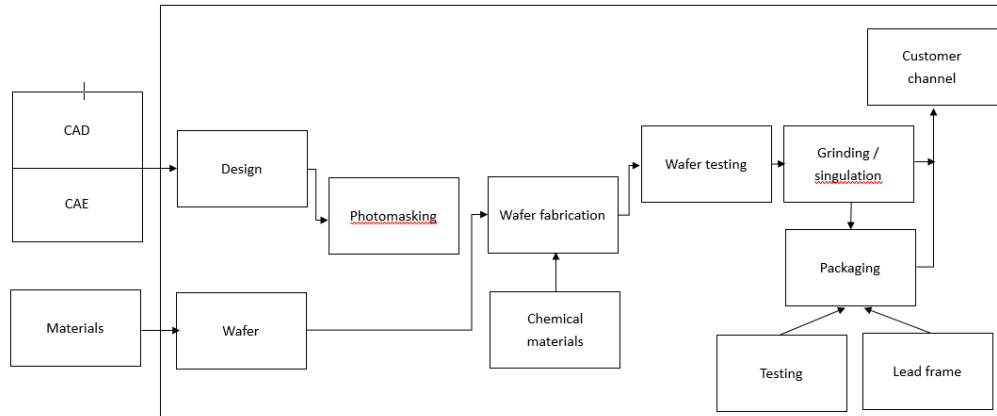 Customer
channel
CAD
CAE
Design
Photomasking
Wafer fabrication
Wafer testing
Grinding /
singulation
Packaging
Materials
Wafer
Chemical
materials
Testing
Lead frame